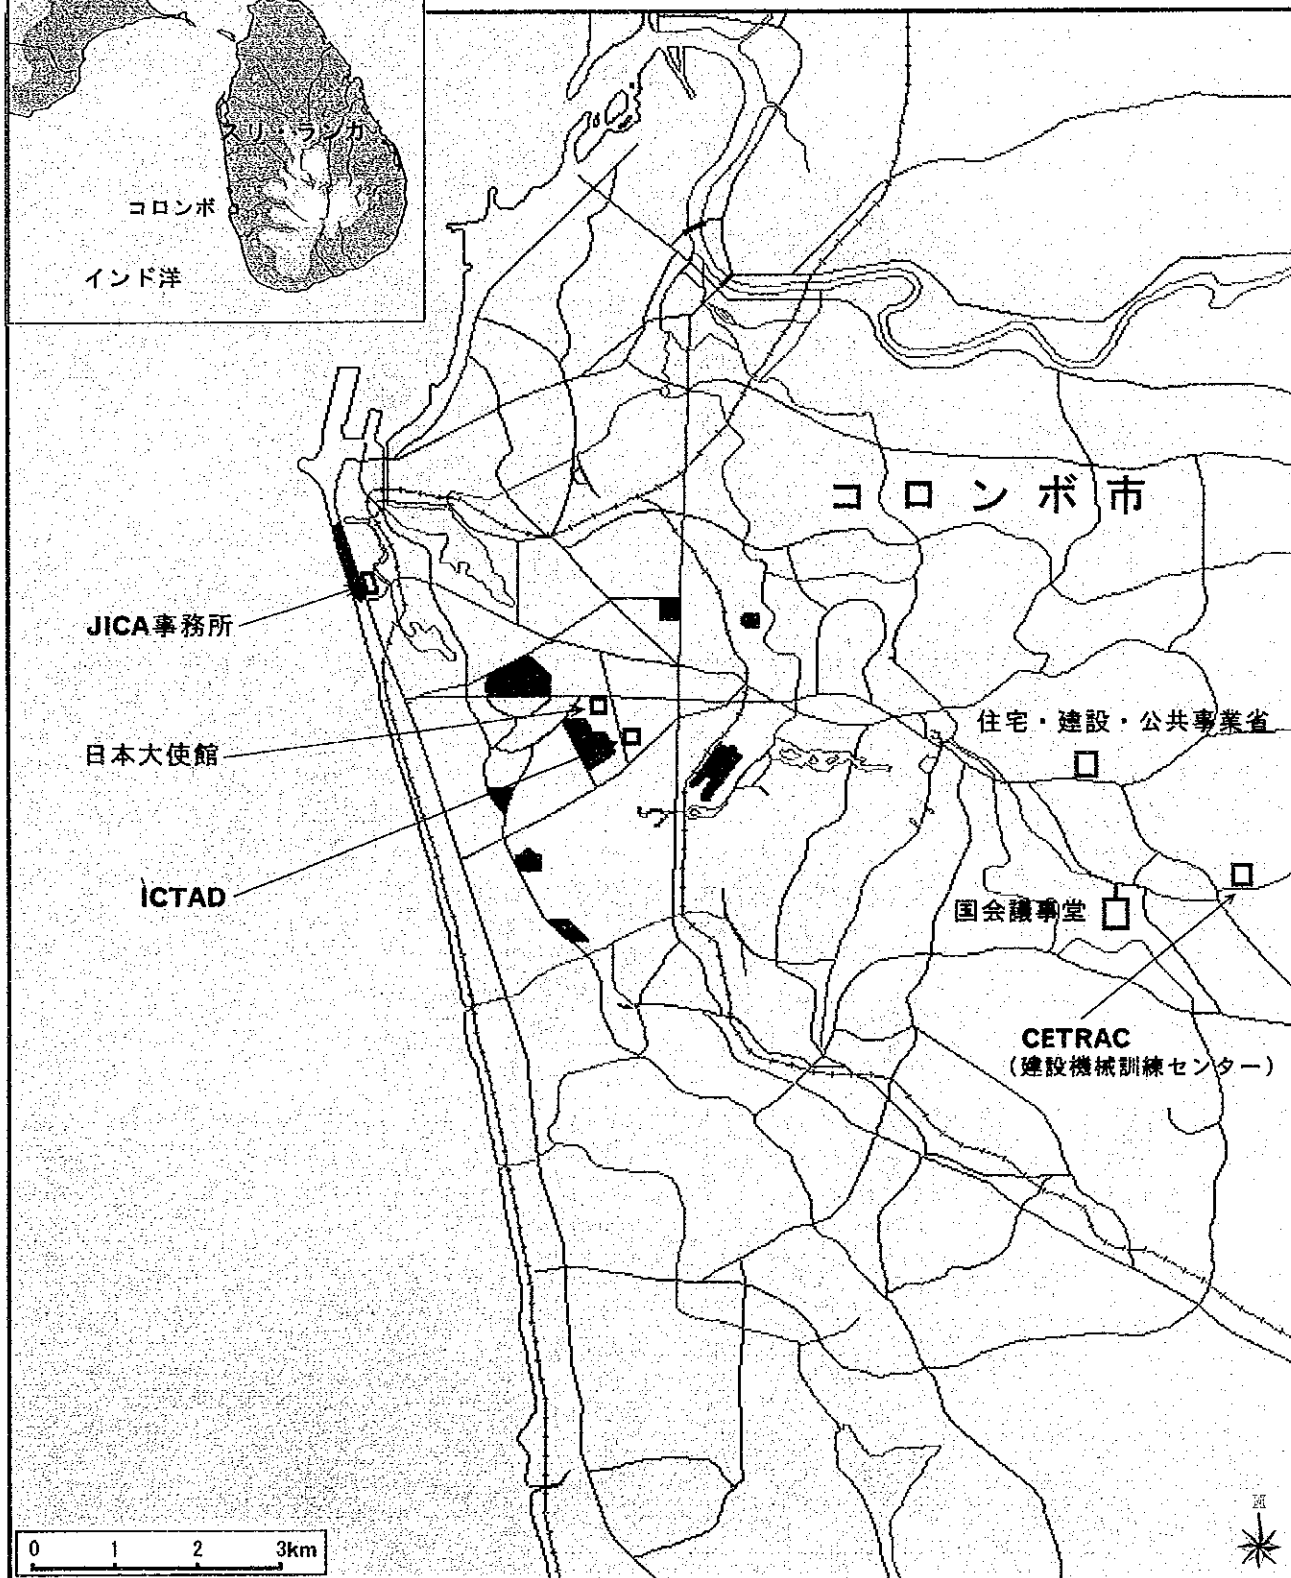 スリ・ランカ
コロンボ
インド洋
コロンボ市
JICA事務所
住宅・建設・公共事業省
日本大使館
ICTAD
国会議事堂
CETRAC
(建設機械訓練センター)
0 1 2 3km
N